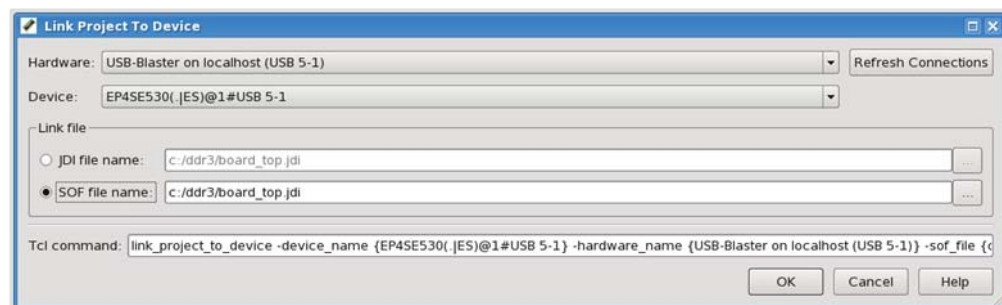 Link Project To Device
Hardware: USB-Blaster on localhost (USB 5-1) Refresh Connections
Device: EP4SE530(.|ES)@1#USB 5-1
Link file
JDI file name: c:/ddr3/board_top.jdi ...
SOF file name: c:/ddr3/board_top.jdi ...
Tcl command: link_project_to_device -device_name {EP4SE530(.|ES)@1#USB 5-1} -hardware_name {USB-Blaster on localhost (USB 5-1)} -sof_file {c
OK Cancel Help